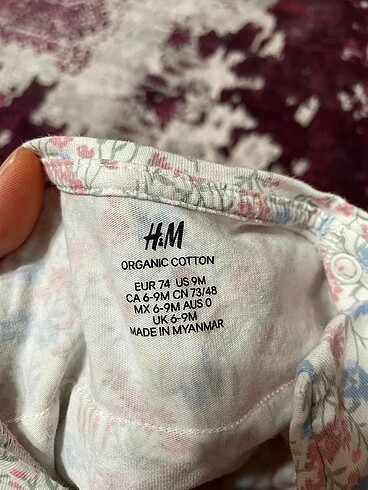 H&M
ORGANIC COTTON
EUR 74 US 9M
CA 6-9M CN 73/48
MX 6-9M AUS 0
UK 6-9M
MADE IN MYANMAR